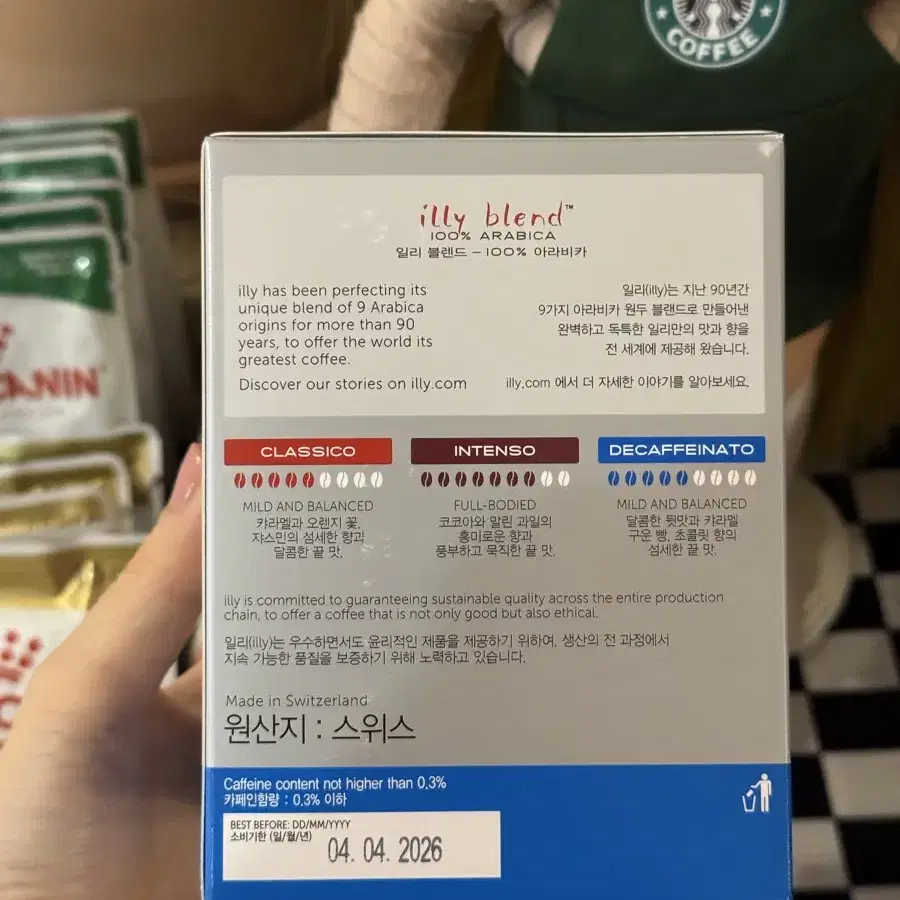 COFFEE
illy blend™
100% ARABICA
일리 블렌드 – 100% 아라비카
illy has been perfecting its
unique blend of 9 Arabica
origins for more than 90
years, to offer the world its
greatest coffee.
Discover our stories on illy.com
일리(illy)는 지난 90년간
9가지 아라비카 원두 블랜드로 만들어낸
완벽하고 독특한 일리만의 맛과 향을
전 세계에 제공해 왔습니다.
illy.com 에서 더 자세한 이야기를 알아보세요.
CLASSICO
MILD AND BALANCED
캬라멜과 오렌지 꽃,
쟈스민의 섬세한 향과
달콤한 끝 맛.
INTENSO
FULL-BODIED
코코아와 말린 과일의
흥미로운 향과
풍부하고 묵직한 끝 맛.
DECAFFEINATO
MILD AND BALANCED
달콤한 뒷맛과 캬라멜
구운 빵, 초콜릿 향의
섬세한 끝 맛.
illy is committed to guaranteeing sustainable quality across the entire production
chain, to offer a coffee that is not only good but also ethical.
일리(illy)는 우수하면서도 윤리적인 제품을 제공하기 위하여, 생산의 전 과정에서
지속 가능한 품질을 보증하기 위해 노력하고 있습니다.
Made in Switzerland
원산지 : 스위스
Caffeine content not higher than 0,3%
카페인함량 : 0,3% 이하
BEST BEFORE: DD/MM/YYYY
소비기한 (일/월/년)
04. 04. 2026
CANIN